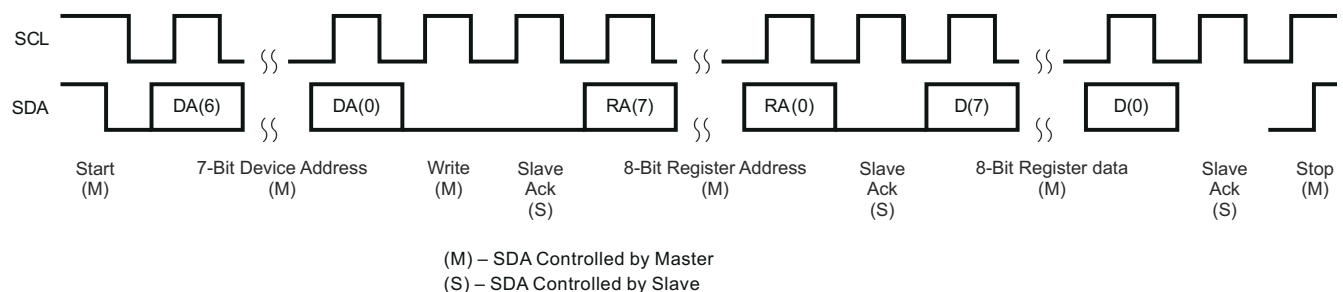 SCL
SDA
DA(6)
DA(0)
RA(7)
RA(0)
D(7)
D(0)
Start
(M)
7-Bit Device Address
(M)
Write
(M)
Slave
Ack
(S)
8-Bit Register Address
(M)
Slave
Ack
(S)
8-Bit Register data
(M)
Slave
Ack
(S)
Stop
(M)
(M) – SDA Controlled by Master
(S) – SDA Controlled by Slave